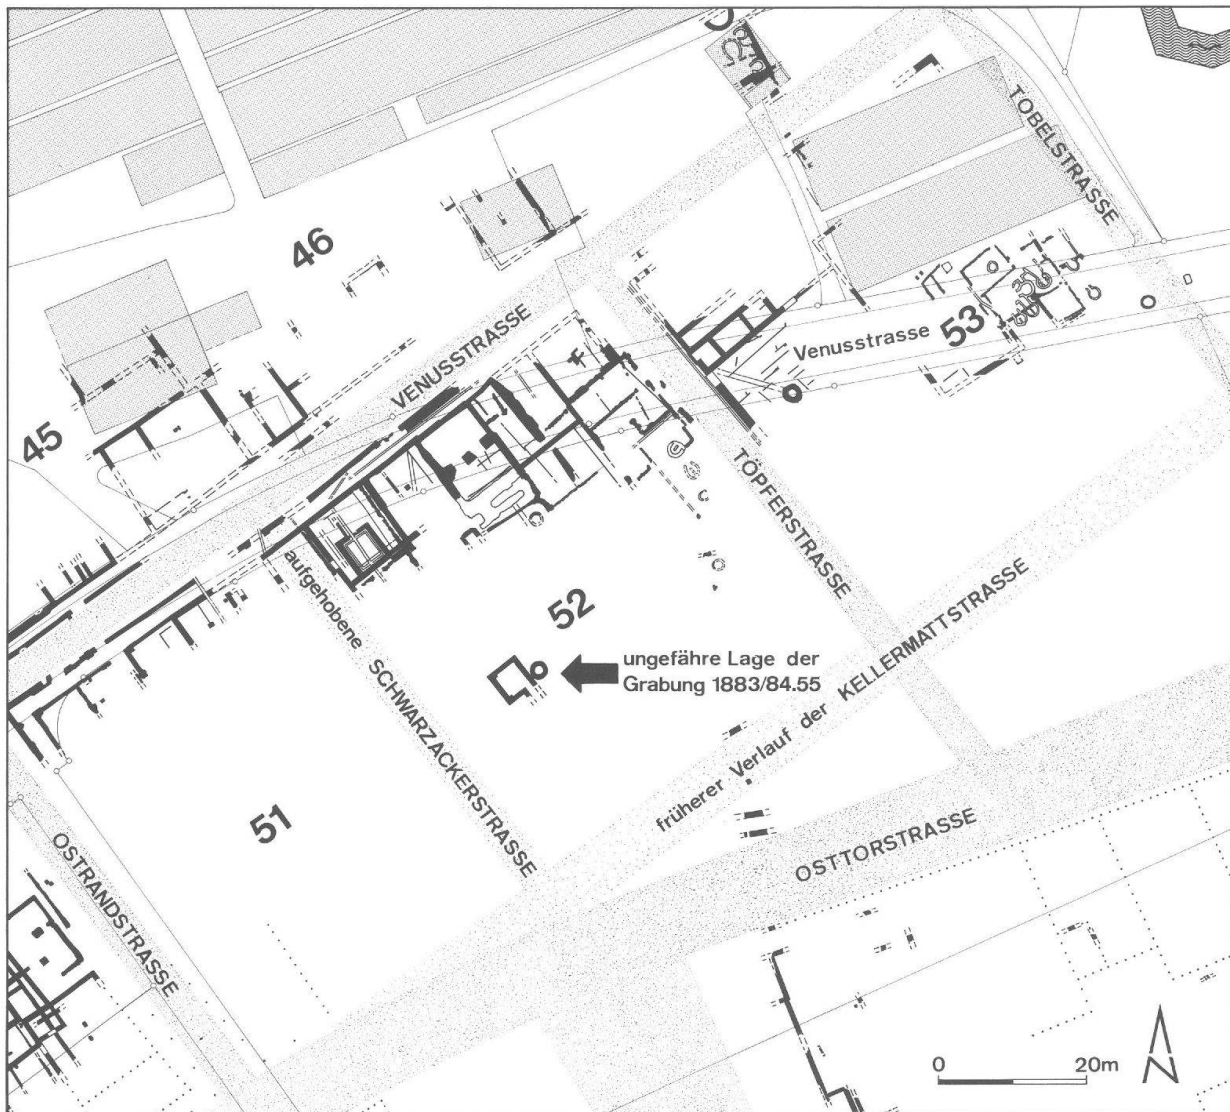 TOBELSTRASSE
46
VENUSSTRASSE
Venusstrasse
53
45
TÖPFERSTRASSE
aufgehobene SCHWARZACKERSTRASSE
52
ungefähre Lage der
Grabung 1883/84.55
früherer Verlauf der KELLERMATTSTRASSE
51
OSTTORSTRASSE
OSTRANDSTRASSE
0 20m
N